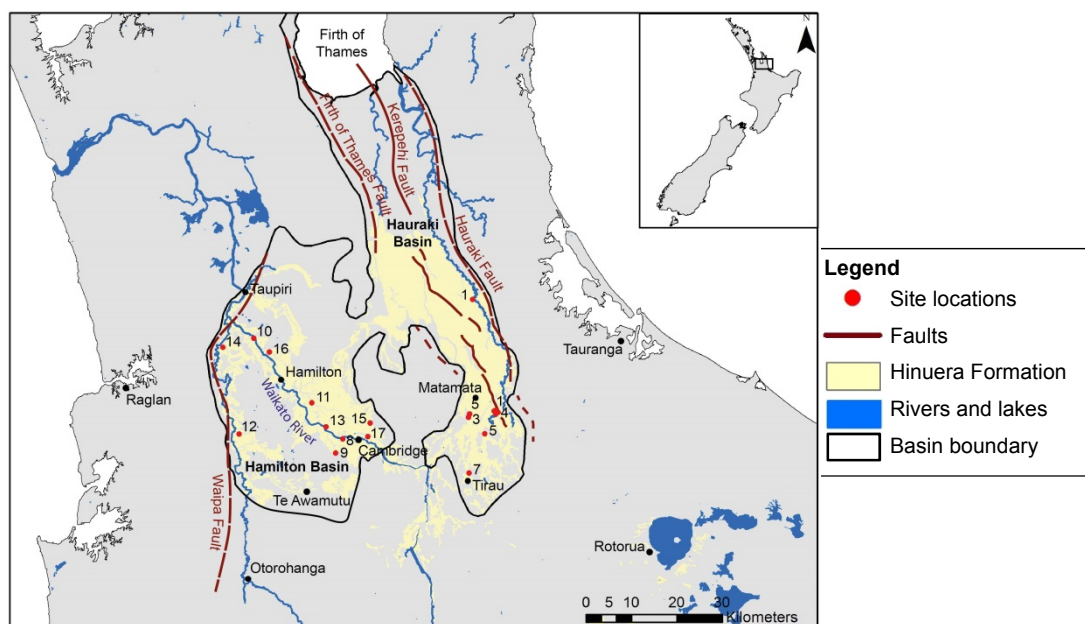 N
Firth of
Thames
Firth of Thames Fault
Kerepehi Fault
Hauraki
Basin
Hauraki Fault
1
Taupiri
10
14
16
Hamilton
Tauranga
Raglan
Waikato River
11
Matamata
5
1
3
4
13
15
5
12
8
17
Cambridge
9
Hamilton Basin
7
Tirau
Te Awamutu
Waipa Fault
Rotorua
Otorohanga
0 5 10 20 30
Kilometers
Legend
Site locations
Faults
Hinuera Formation
Rivers and lakes
Basin boundary